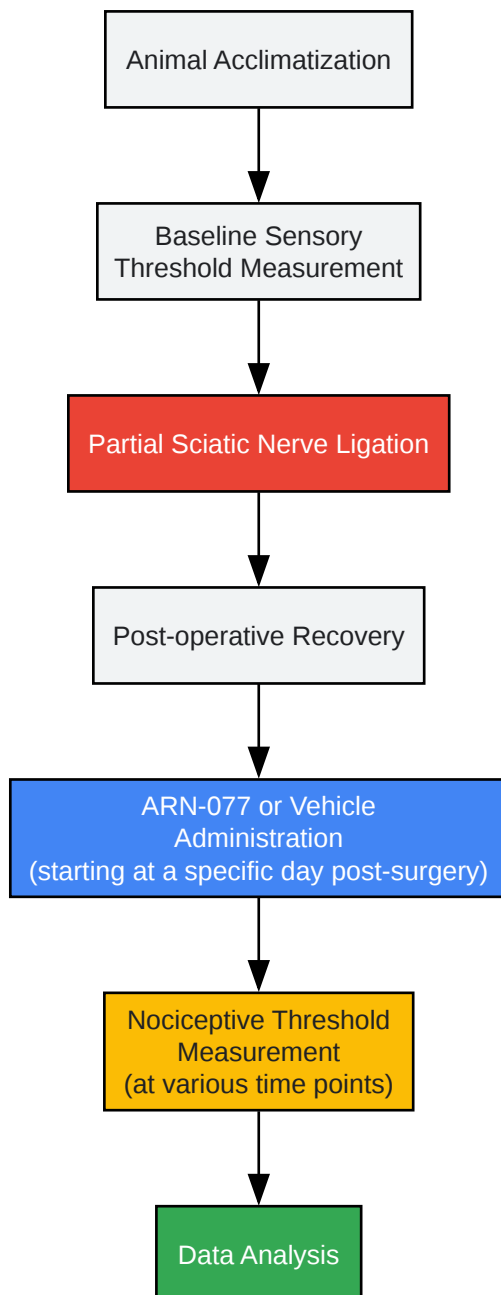 Animal Acclimatization
Baseline Sensory
Threshold Measurement
Partial Sciatic Nerve Ligation
Post-operative Recovery
ARN-077 or Vehicle
Administration
(starting at a specific day post-surgery)
Nociceptive Threshold
Measurement
(at various time points)
Data Analysis